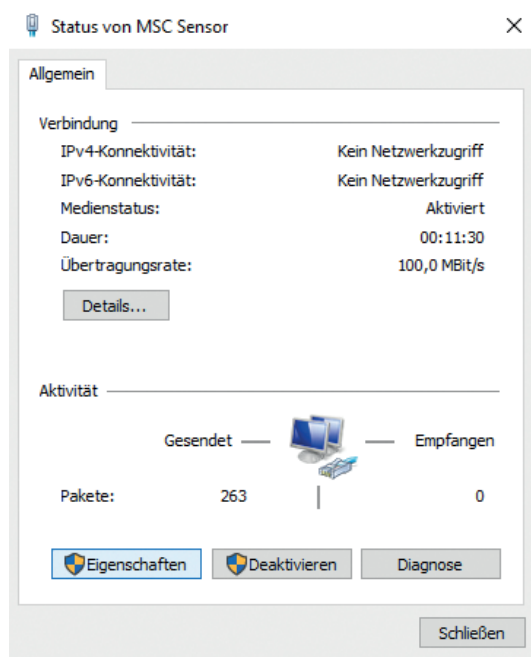 Status von MSC Sensor
Allgemein
Verbindung
IPv4-Konnektivität: Kein Netzwerkzugriff
IPv6-Konnektivität: Kein Netzwerkzugriff
Medienstatus: Aktiviert
Dauer: 00:11:30
Übertragungsrate: 100,0 MBit/s
Details...
Aktivität
Gesendet Empfangen
Pakete: 263 0
Eigenschaften Deaktivieren Diagnose
Schließen